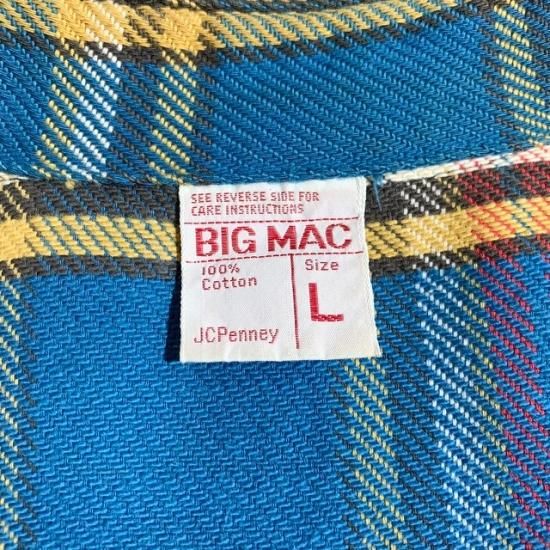 SEE REVERSE SIDE FOR
CARE INSTRUCTIONS
BIG MAC
100%
Cotton
JCPenney
Size
L